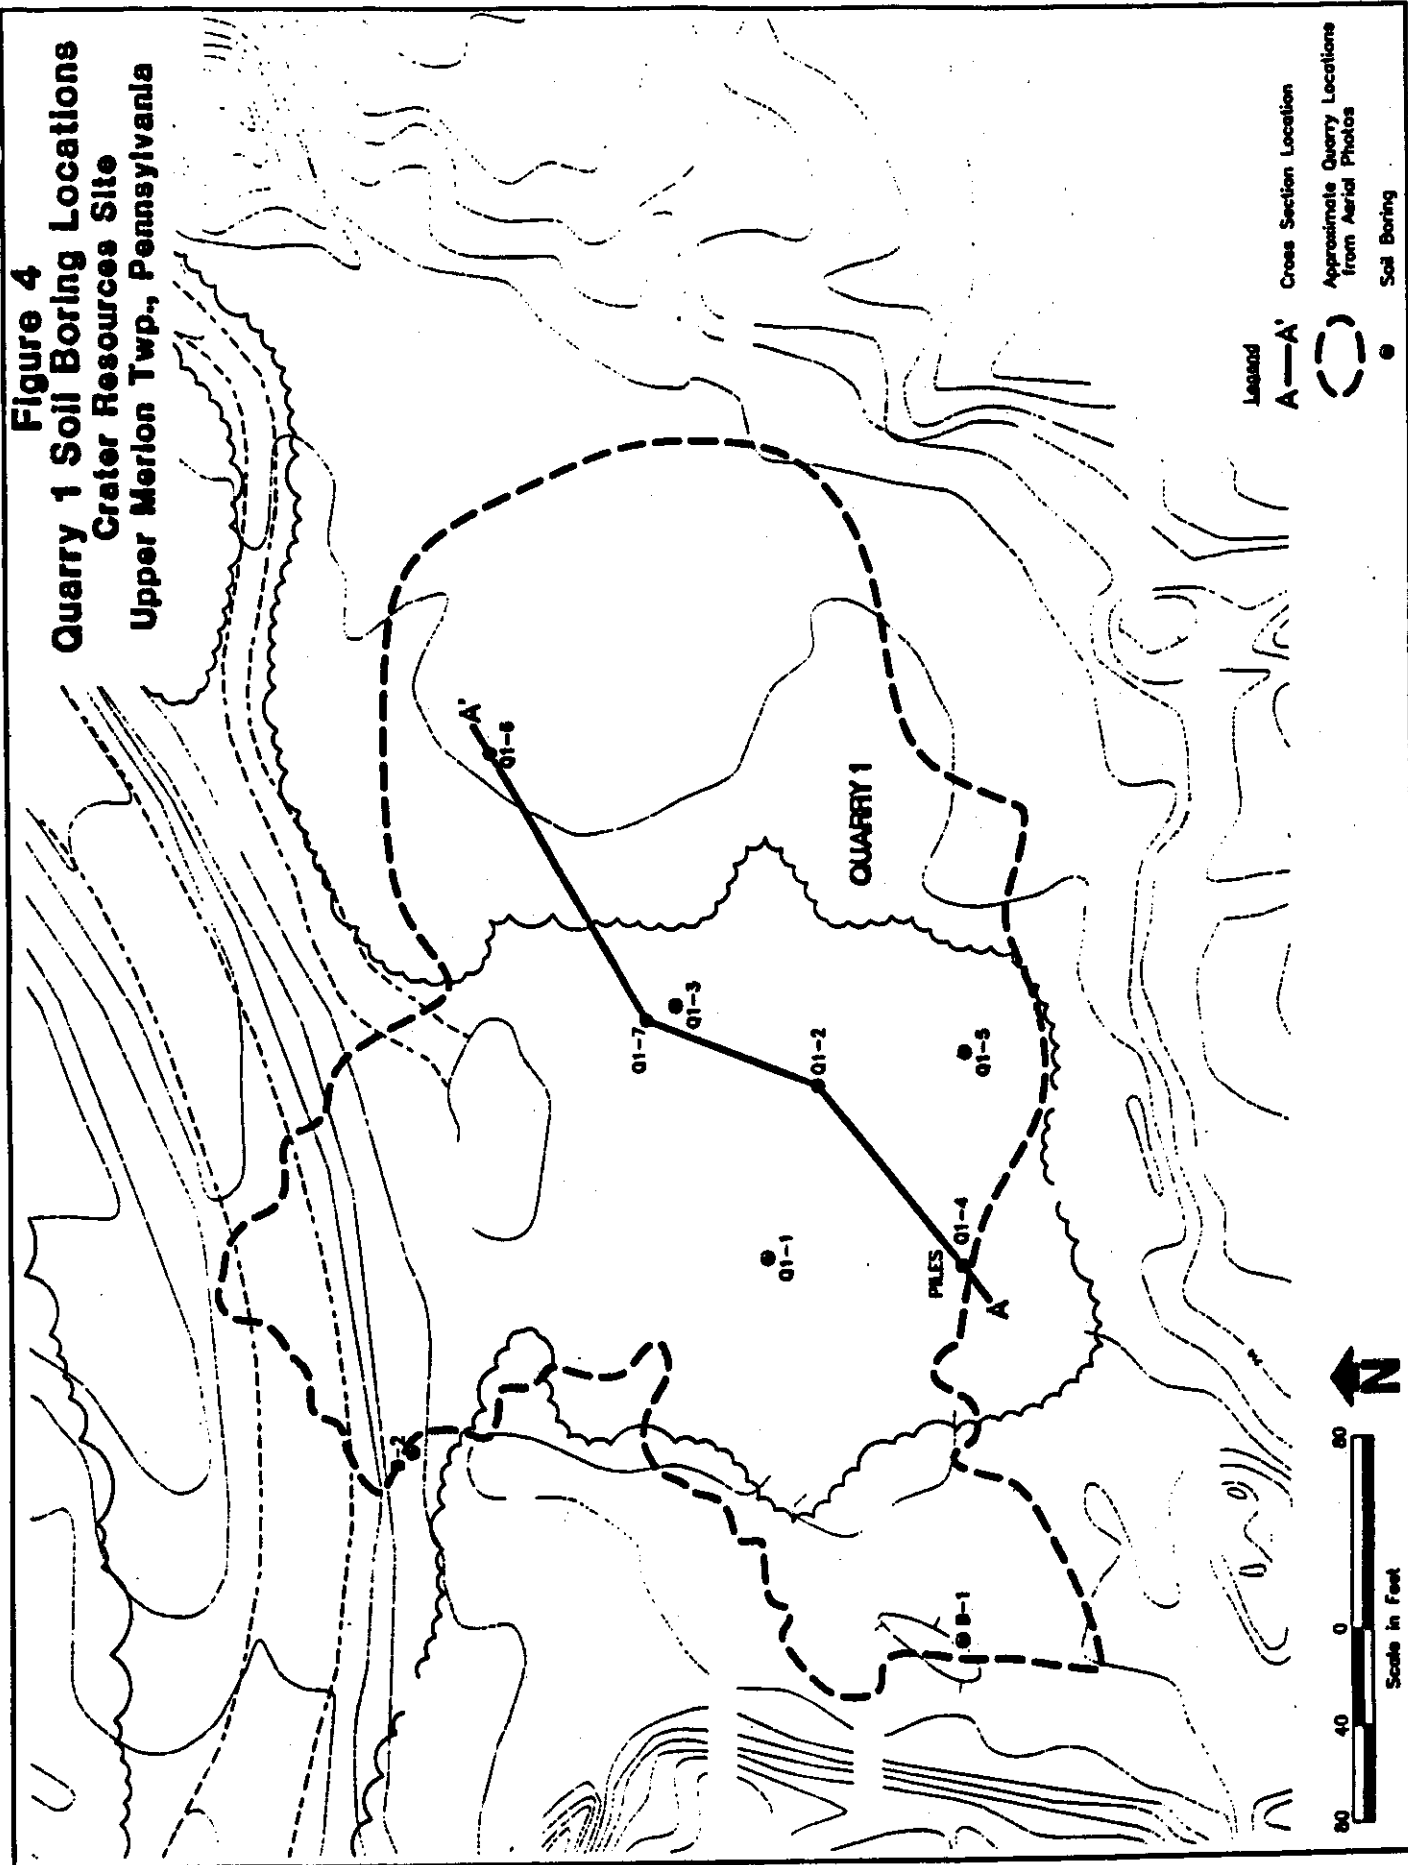 Figure 4
Quarry 1 Soil Boring Locations
Crater Resources Site
Upper Merion Twp., Pennsylvania
A'
Q1-6
QUARRY 1
Q1-7
Q1-3
Q1-2
Q1-5
Q1-1
PILES
Q1-4
A
-2
B-1
Legend
A — A' Cross Section Location
Approximate Quarry Locations
from Aerial Photos
Soil Boring
N
80 40 0 80
Scale in Feet